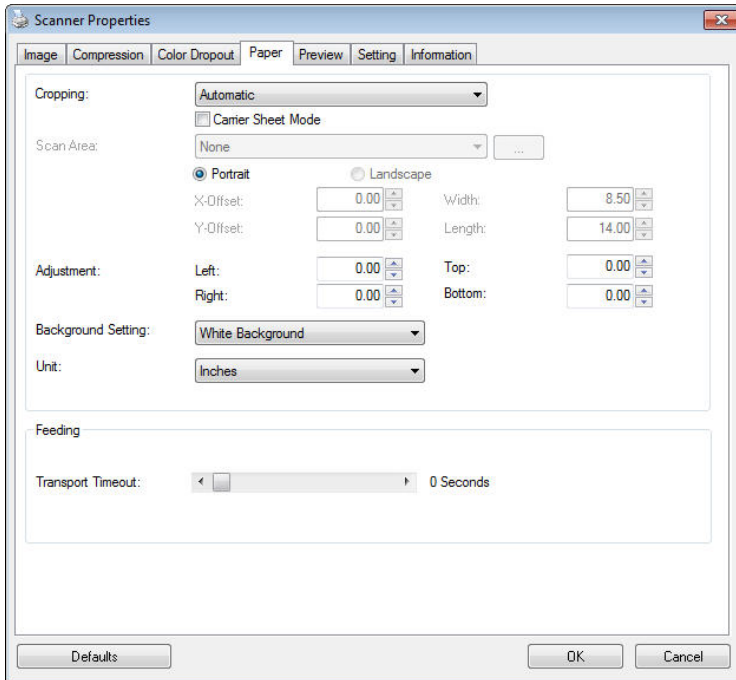 Scanner Properties
Image Compression Color Dropout Paper Preview Setting Information
Cropping: Automatic
Carrier Sheet Mode
Scan Area: None ...
Portrait Landscape
X-Offset: 0.00 Width: 8.50
Y-Offset: 0.00 Length: 14.00
Adjustment: Left: 0.00 Top: 0.00
Right: 0.00 Bottom: 0.00
Background Setting: White Background
Unit: Inches
Feeding
Transport Timeout: 0 Seconds
Defaults OK Cancel